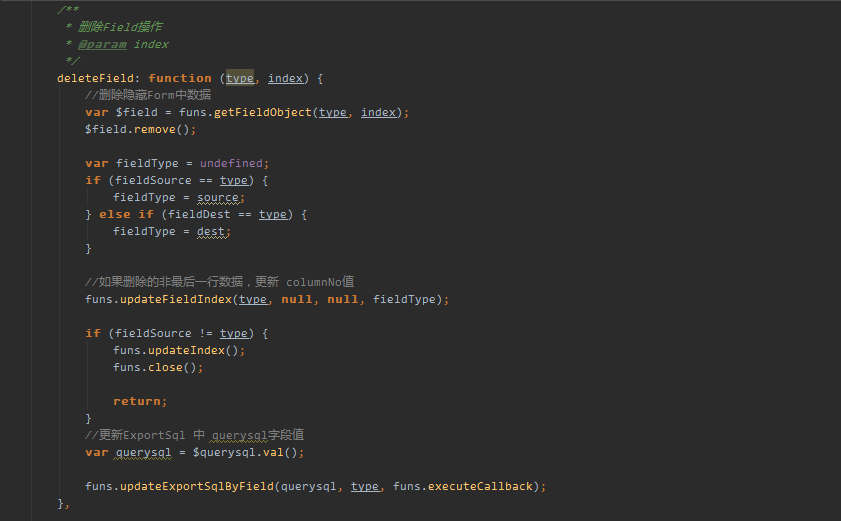 /**
 * 删除Field操作
 * @param index
 */
deleteField: function (type, index) {
    //删除隐藏Form中数据
    var $field = funs.getFieldObject(type, index);
    $field.remove();

    var fieldType = undefined;
    if (fieldSource == type) {
        fieldType = source;
    } else if (fieldDest == type) {
        fieldType = dest;
    }

    //如果删除的非最后一行数据，更新 columnNo值
    funs.updateFieldIndex(type, null, null, fieldType);

    if (fieldSource != type) {
        funs.updateIndex();
        funs.close();

        return;
    }
    //更新ExportSql 中 querysql字段值
    var querysql = $querysql.val();

    funs.updateExportSqlByField(querysql, type, funs.executeCallback);
},